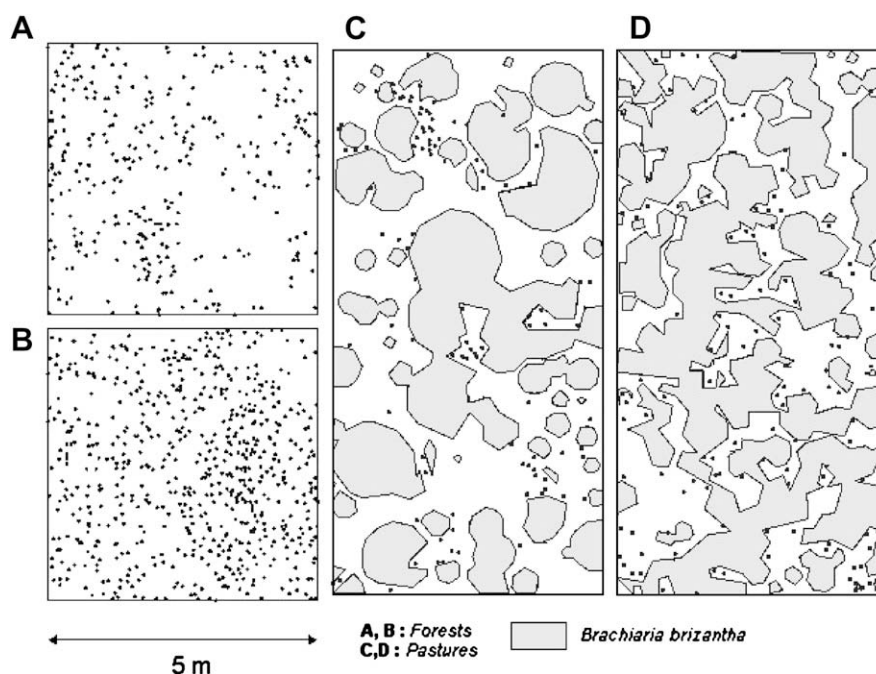 A
C
D
B
5 m
A, B : Forests
C,D : Pastures
Brachiaria brizantha